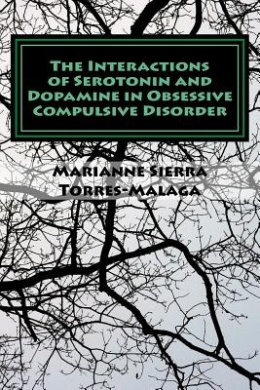 The Interactions
of Serotonin and
Dopamine in Obsessive
Compulsive Disorder
Marianne Sierra
Torres-Malaga